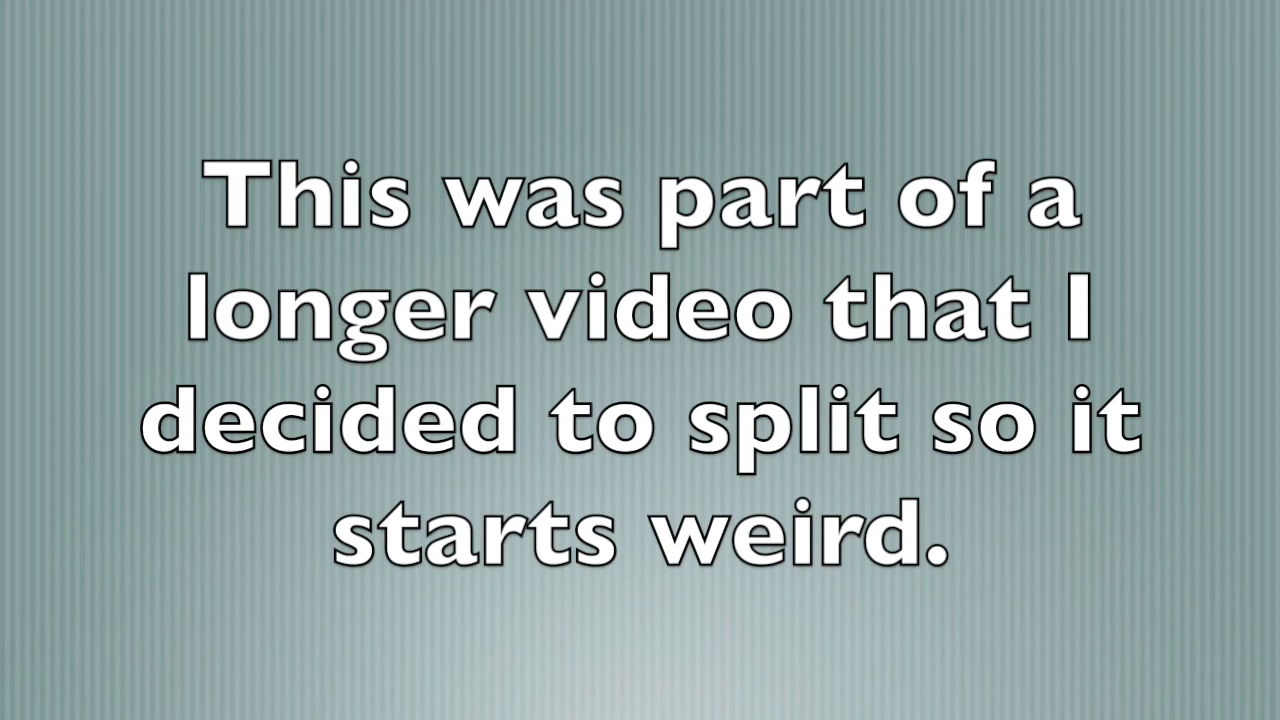 This was part of a
longer video that I
decided to split so it
starts weird.